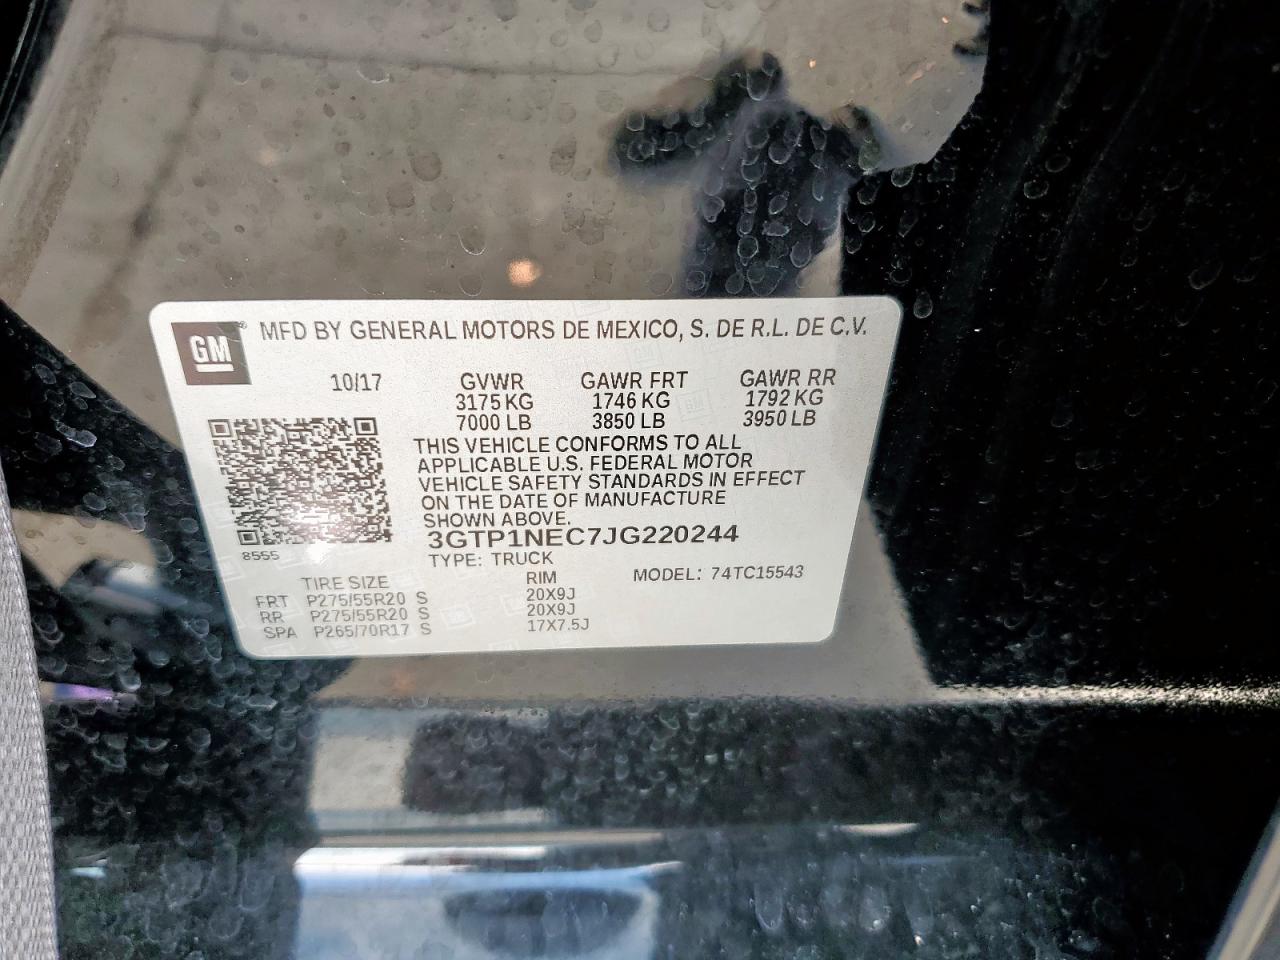 GM® MFD BY GENERAL MOTORS DE MEXICO, S. DE R.L. DE C.V.
10/17 GVWR GAWR FRT GAWR RR
3175 KG 1746 KG 1792 KG
7000 LB 3850 LB 3950 LB
THIS VEHICLE CONFORMS TO ALL
APPLICABLE U.S. FEDERAL MOTOR
VEHICLE SAFETY STANDARDS IN EFFECT
ON THE DATE OF MANUFACTURE
SHOWN ABOVE.
3GTP1NEC7JG220244
8555
TYPE: TRUCK
TIRE SIZE RIM MODEL: 74TC15543
FRT P275/55R20 S 20X9J
RR P275/55R20 S 20X9J
SPA P265/70R17 S 17X7.5J